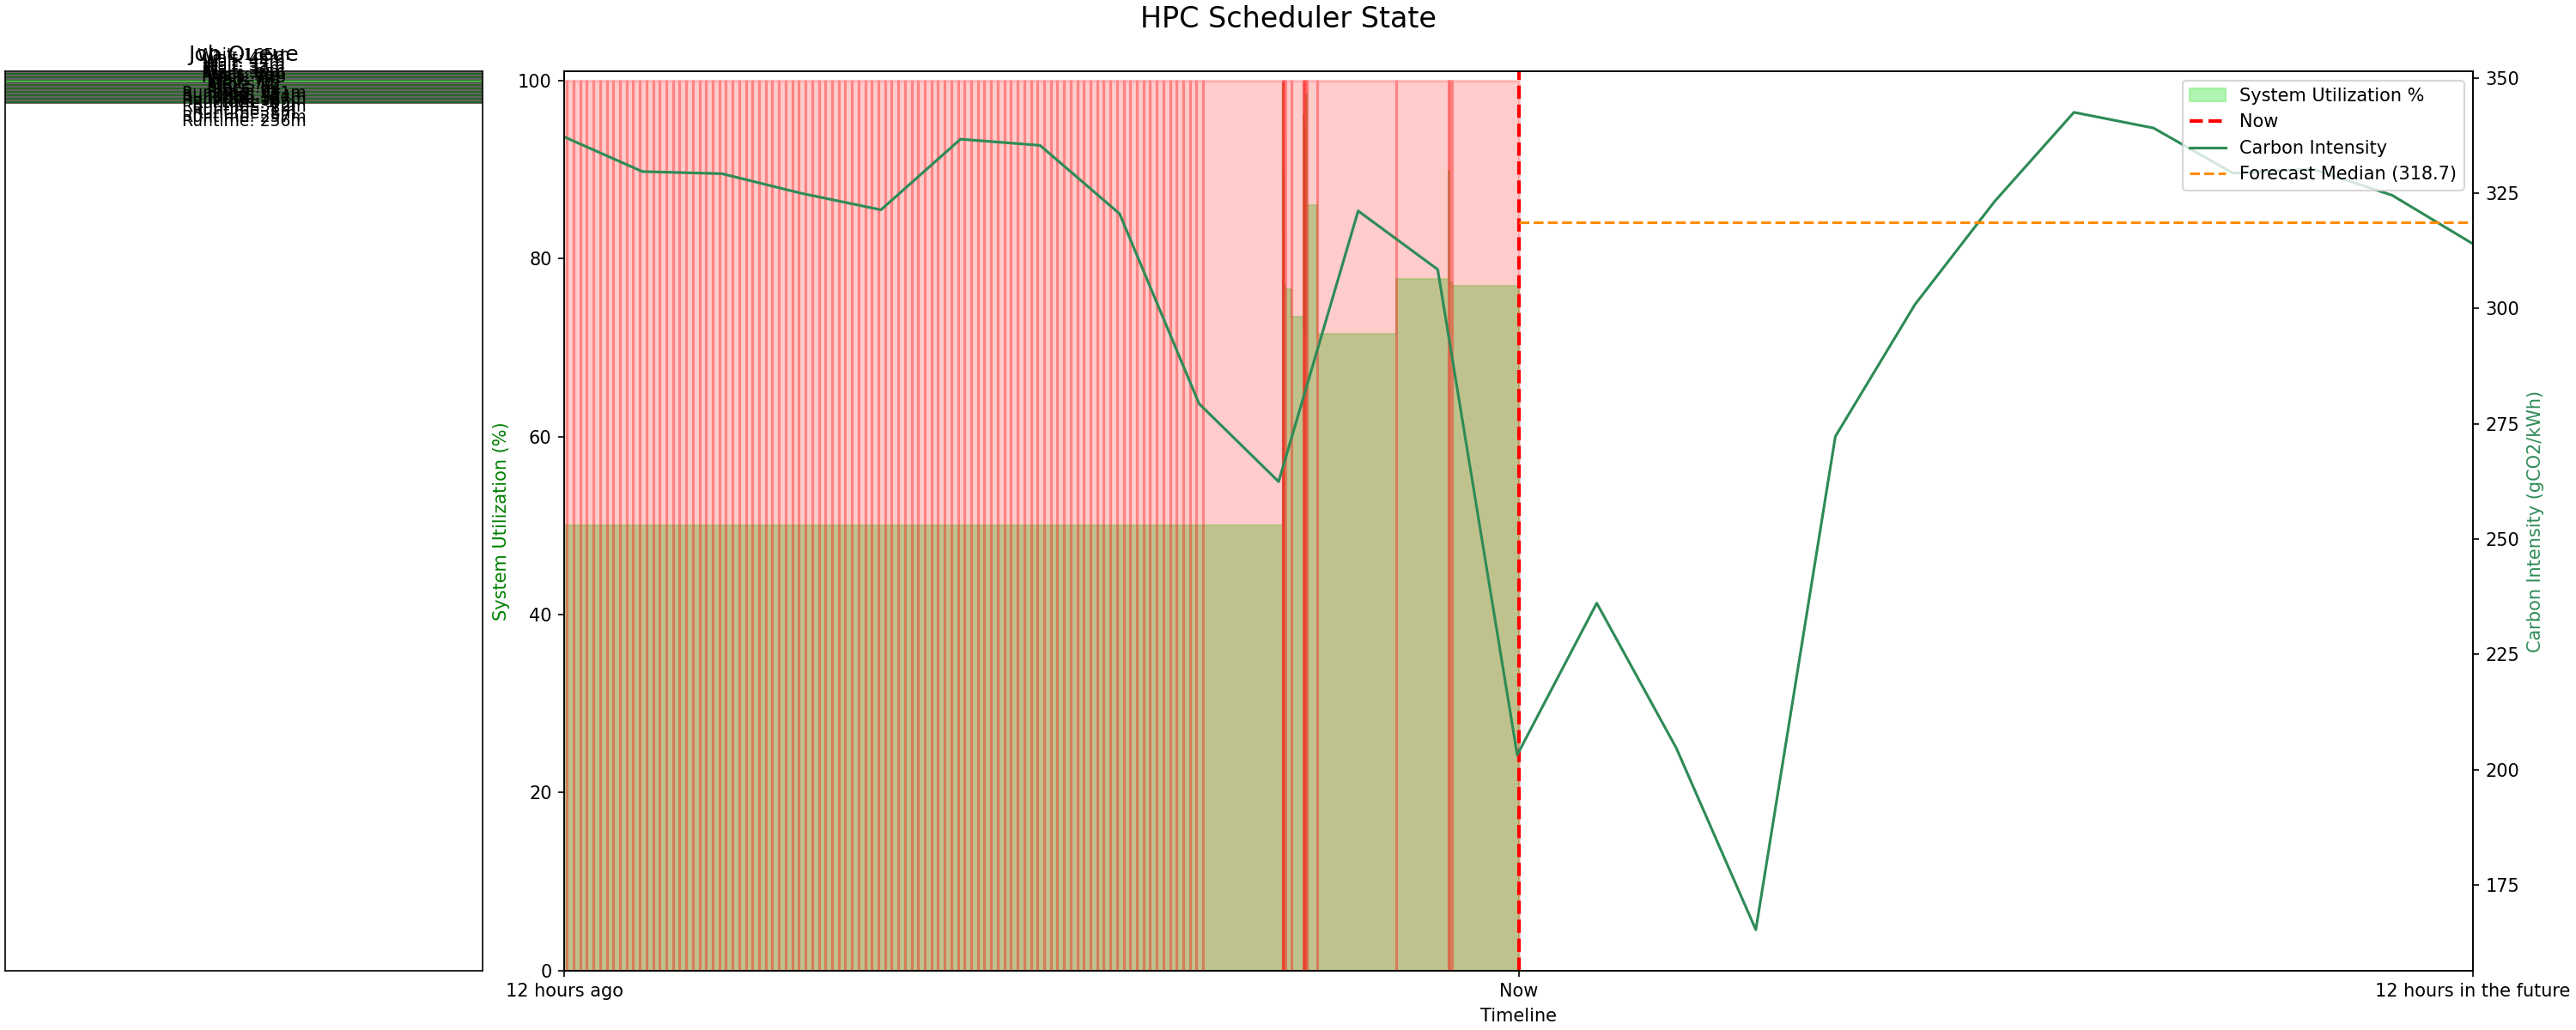 HPC Scheduler State
Job Queue
Runtime: 256m
System Utilization (%)
100
80
60
40
20
0
350
325
300
275
250
225
200
175
Carbon Intensity (gCO2/kWh)
System Utilization %
Now
Carbon Intensity
Forecast Median (318.7)
12 hours ago
Now
12 hours in the future
Timeline